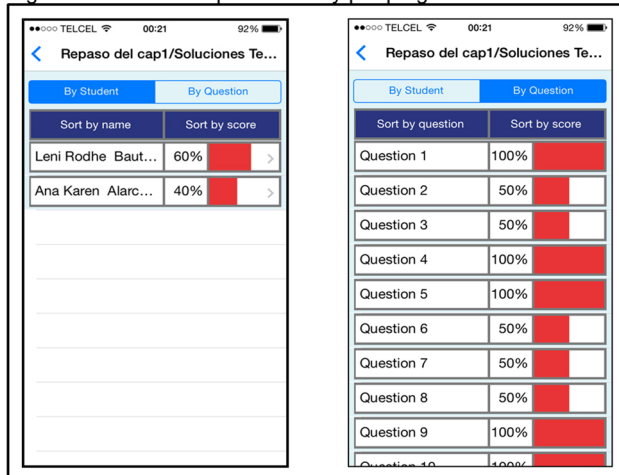 ●●○○○ TELCEL 00:21 92%
Repaso del cap1/Soluciones Te...
By Student By Question
Sort by name Sort by score
Leni Rodhe Baut... 60%
Ana Karen Alarc... 40%
●●○○○ TELCEL 00:21 92%
Repaso del cap1/Soluciones Te...
By Student By Question
Sort by question Sort by score
Question 1 100%
Question 2 50%
Question 3 50%
Question 4 100%
Question 5 100%
Question 6 50%
Question 7 50%
Question 8 50%
Question 9 100%
Question 10 100%